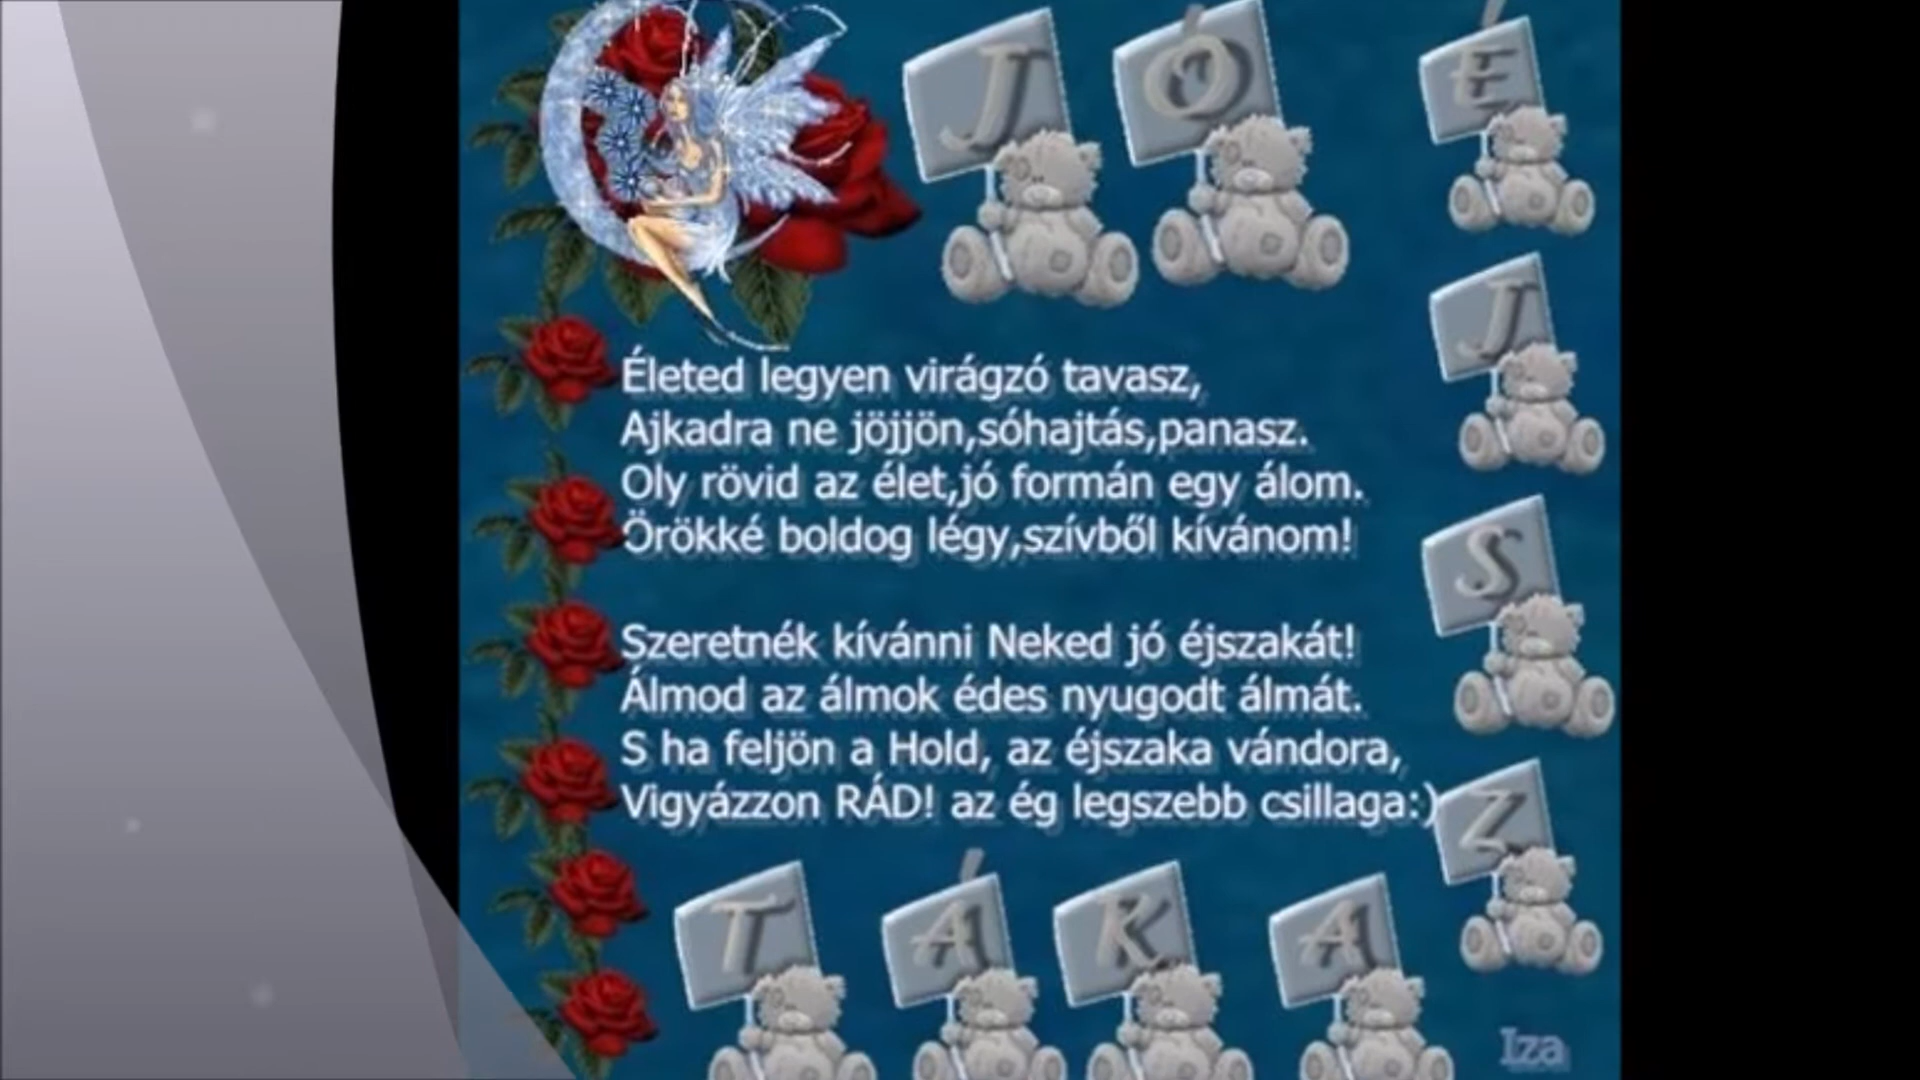 JÓ
É
J
S
Z
Életed legyen virágzó tavasz,
Ajkadra ne jöjjön,sóhajtás,panasz.
Oly rövid az élet,jó formán egy álom.
Örökké boldog légy,szívből kívánom!
Szeretnék kívánni Neked jó éjszakát!
Álmod az álmok édes nyugodt álmát.
S ha feljön a Hold, az éjszaka vándora,
Vigyázzon RÁD! az ég legszebb csillaga:)
TÁKA
Iza